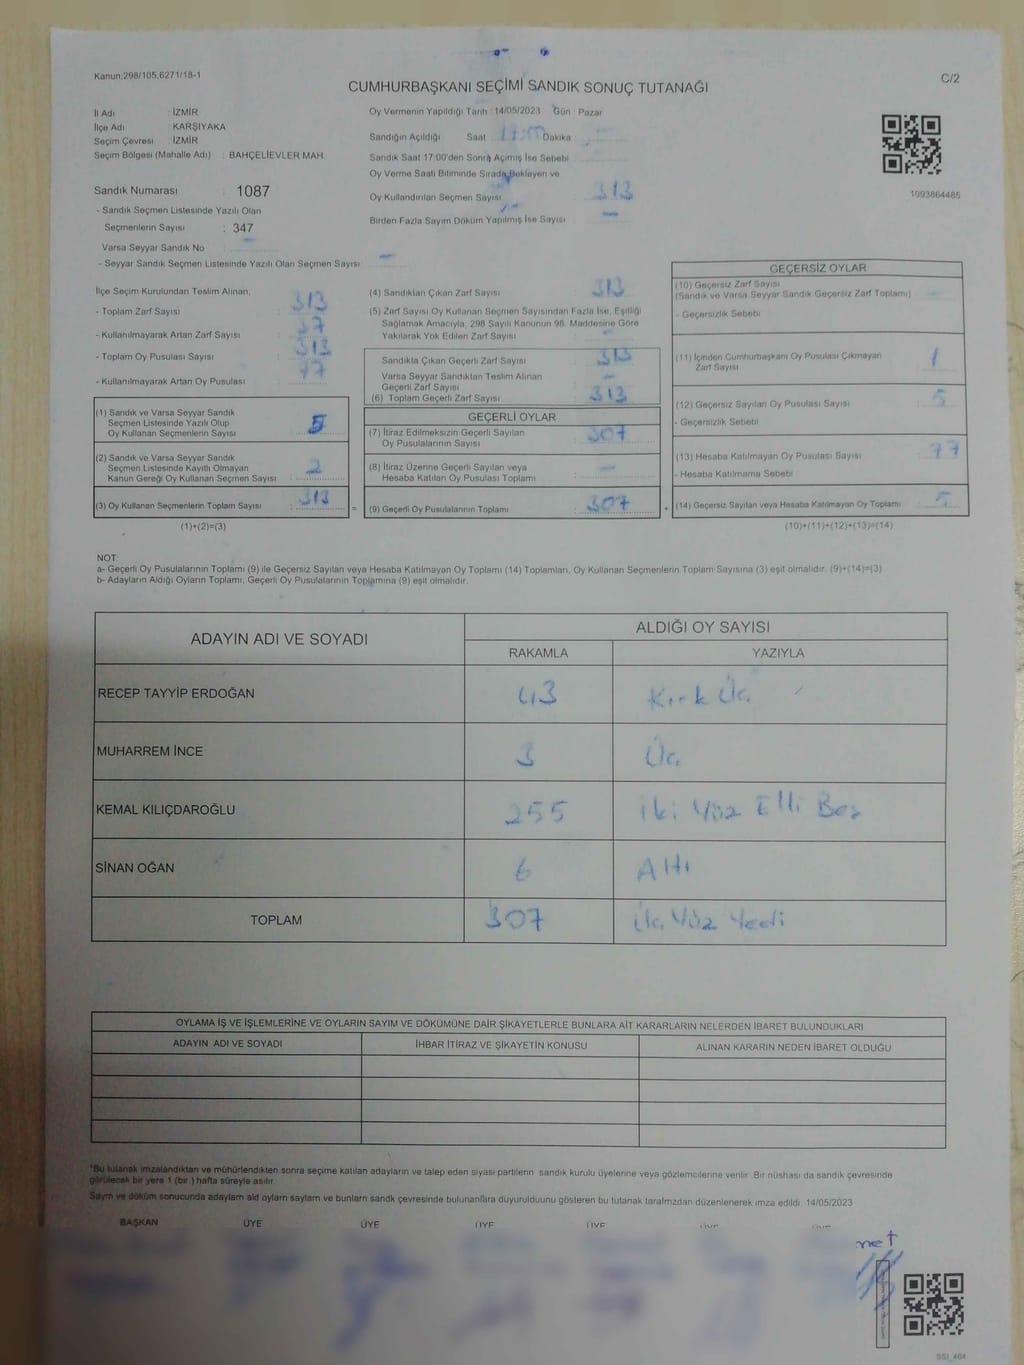 Kanun:298/105,6271/18-1
C/2
CUMHURBAŞKANI SEÇİMİ SANDIK SONUÇ TUTANAĞI
İl Adı : İZMİR
İlçe Adı : KARŞIYAKA
Seçim Çevresi : İZMİR
Seçim Bölgesi (Mahalle Adı) : BAHÇELİEVLER MAH.
Sandık Numarası : 1087
- Sandık Seçmen Listesinde Yazılı Olan
Seçmenlerin Sayısı : 347
Varsa Seyyar Sandık No –
- Seyyar Sandık Seçmen Listesinde Yazılı Olan Seçmen Sayısı –
Oy Vermenin Yapıldığı Tarih : 14/05/2023 Gün : Pazar
Sandığın Açıldığı Saat 17:00 Dakika :
Sandık Saat 17:00'den Sonra Açılmış İse Sebebi
Oy Verme Saati Bitiminde Sırada Bekleyen ve
Oy Kullandırılan Seçmen Sayısı 313
Birden Fazla Sayım Döküm Yapılmış İse Sayısı –
1093864485
İlçe Seçim Kurulundan Teslim Alınan;
- Toplam Zarf Sayısı 313
- Kullanılmayarak Artan Zarf Sayısı 37
- Toplam Oy Pusulası Sayısı 313
- Kullanılmayarak Artan Oy Pusulası 77
(1) Sandık ve Varsa Seyyar Sandık
Seçmen Listesinde Yazılı Olup
Oy Kullanan Seçmenlerin Sayısı
(2) Sandık ve Varsa Seyyar Sandık
Seçmen Listesinde Kayıtlı Olmayan
Kanun Gereği Oy Kullanan Seçmen Sayısı : 2
(3) Oy Kullanan Seçmenlerin Toplam Sayısı : 313
(1)+(2)=(3)
=
(4) Sandıktan Çıkan Zarf Sayısı 313
(5) Zarf Sayısı Oy Kullanan Seçmen Sayısından Fazla İse, Eşitliği
Sağlamak Amacıyla, 298 Sayılı Kanunun 98. Maddesine Göre
Yakılarak Yok Edilen Zarf Sayısı
Sandıkta Çıkan Geçerli Zarf Sayısı 313
Varsa Seyyar Sandıktan Teslim Alınan
Geçerli Zarf Sayısı –
(6) Toplam Geçerli Zarf Sayısı 313
GEÇERLİ OYLAR
(7) İtiraz Edilmeksizin Geçerli Sayılan
Oy Pusulalarının Sayısı 307
(8) İtiraz Üzerine Geçerli Sayılan veya
Hesaba Katılan Oy Pusulası Toplamı –
(9) Geçerli Oy Pusulalarının Toplamı : 307
+
GEÇERSİZ OYLAR
(10) Geçersiz Zarf Sayısı
(Sandık ve Varsa Seyyar Sandık Geçersiz Zarf Toplamı) –
- Geçersizlik Sebebi
(11) İçinden Cumhurbaşkanı Oy Pusulası Çıkmayan
Zarf Sayısı 1
(12) Geçersiz Sayılan Oy Pusulası Sayısı 5
- Geçersizlik Sebebi
(13) Hesaba Katılmayan Oy Pusulası Sayısı 77
- Hesaba Katılmama Sebebi
(14) Geçersiz Sayılan veya Hesaba Katılmayan Oy Toplamı : 5
(10)+(11)+(12)+(13)=(14)
NOT:
a- Geçerli Oy Pusulalarının Toplamı (9) ile Geçersiz Sayılan veya Hesaba Katılmayan Oy Toplamı (14) Toplamları, Oy Kullanan Seçmenlerin Toplam Sayısına (3) eşit olmalıdır. (9)+(14)=(3)
b- Adayların Aldığı Oyların Toplamı, Geçerli Oy Pusulalarının Toplamına (9) eşit olmalıdır.
ADAYIN ADI VE SOYADI
ALDIĞI OY SAYISI
RAKAMLA YAZIYLA
RECEP TAYYİP ERDOĞAN 43 Kırk Üç
MUHARREM İNCE 3 Üç
KEMAL KILIÇDAROĞLU 255 İki Yüz Elli Beş
SİNAN OĞAN 6 Altı
TOPLAM 307 Üç Yüz Yedi
OYLAMA İŞ VE İŞLEMLERİNE VE OYLARIN SAYIM VE DÖKÜMÜNE DAİR ŞİKAYETLERLE BUNLARA AİT KARARLARIN NELERDEN İBARET BULUNDUKLARI
ADAYIN ADI VE SOYADI İHBAR İTİRAZ VE ŞİKAYETİN KONUSU ALINAN KARARIN NEDEN İBARET OLDUĞU
*Bu tutanak imzalandıktan ve mühürlendikten sonra seçime katılan adayların ve talep eden siyasi partilerin sandık kurulu üyelerine veya gözlemcilerine verilir. Bir nüshası da sandık çevresinde
görülecek bir yere 1 (bir ) hafta süreyle asılır.
Sayım ve döküm sonucunda adayların aldığı oyların sayıları ve bunların sandık çevresinde bulunanlara duyurulduğunu gösteren bu tutanak tarafımızdan düzenlenerek imza edildi. 14/05/2023
BAŞKAN ÜYE ÜYE ÜYE ÜYE ÜYE ÜYE